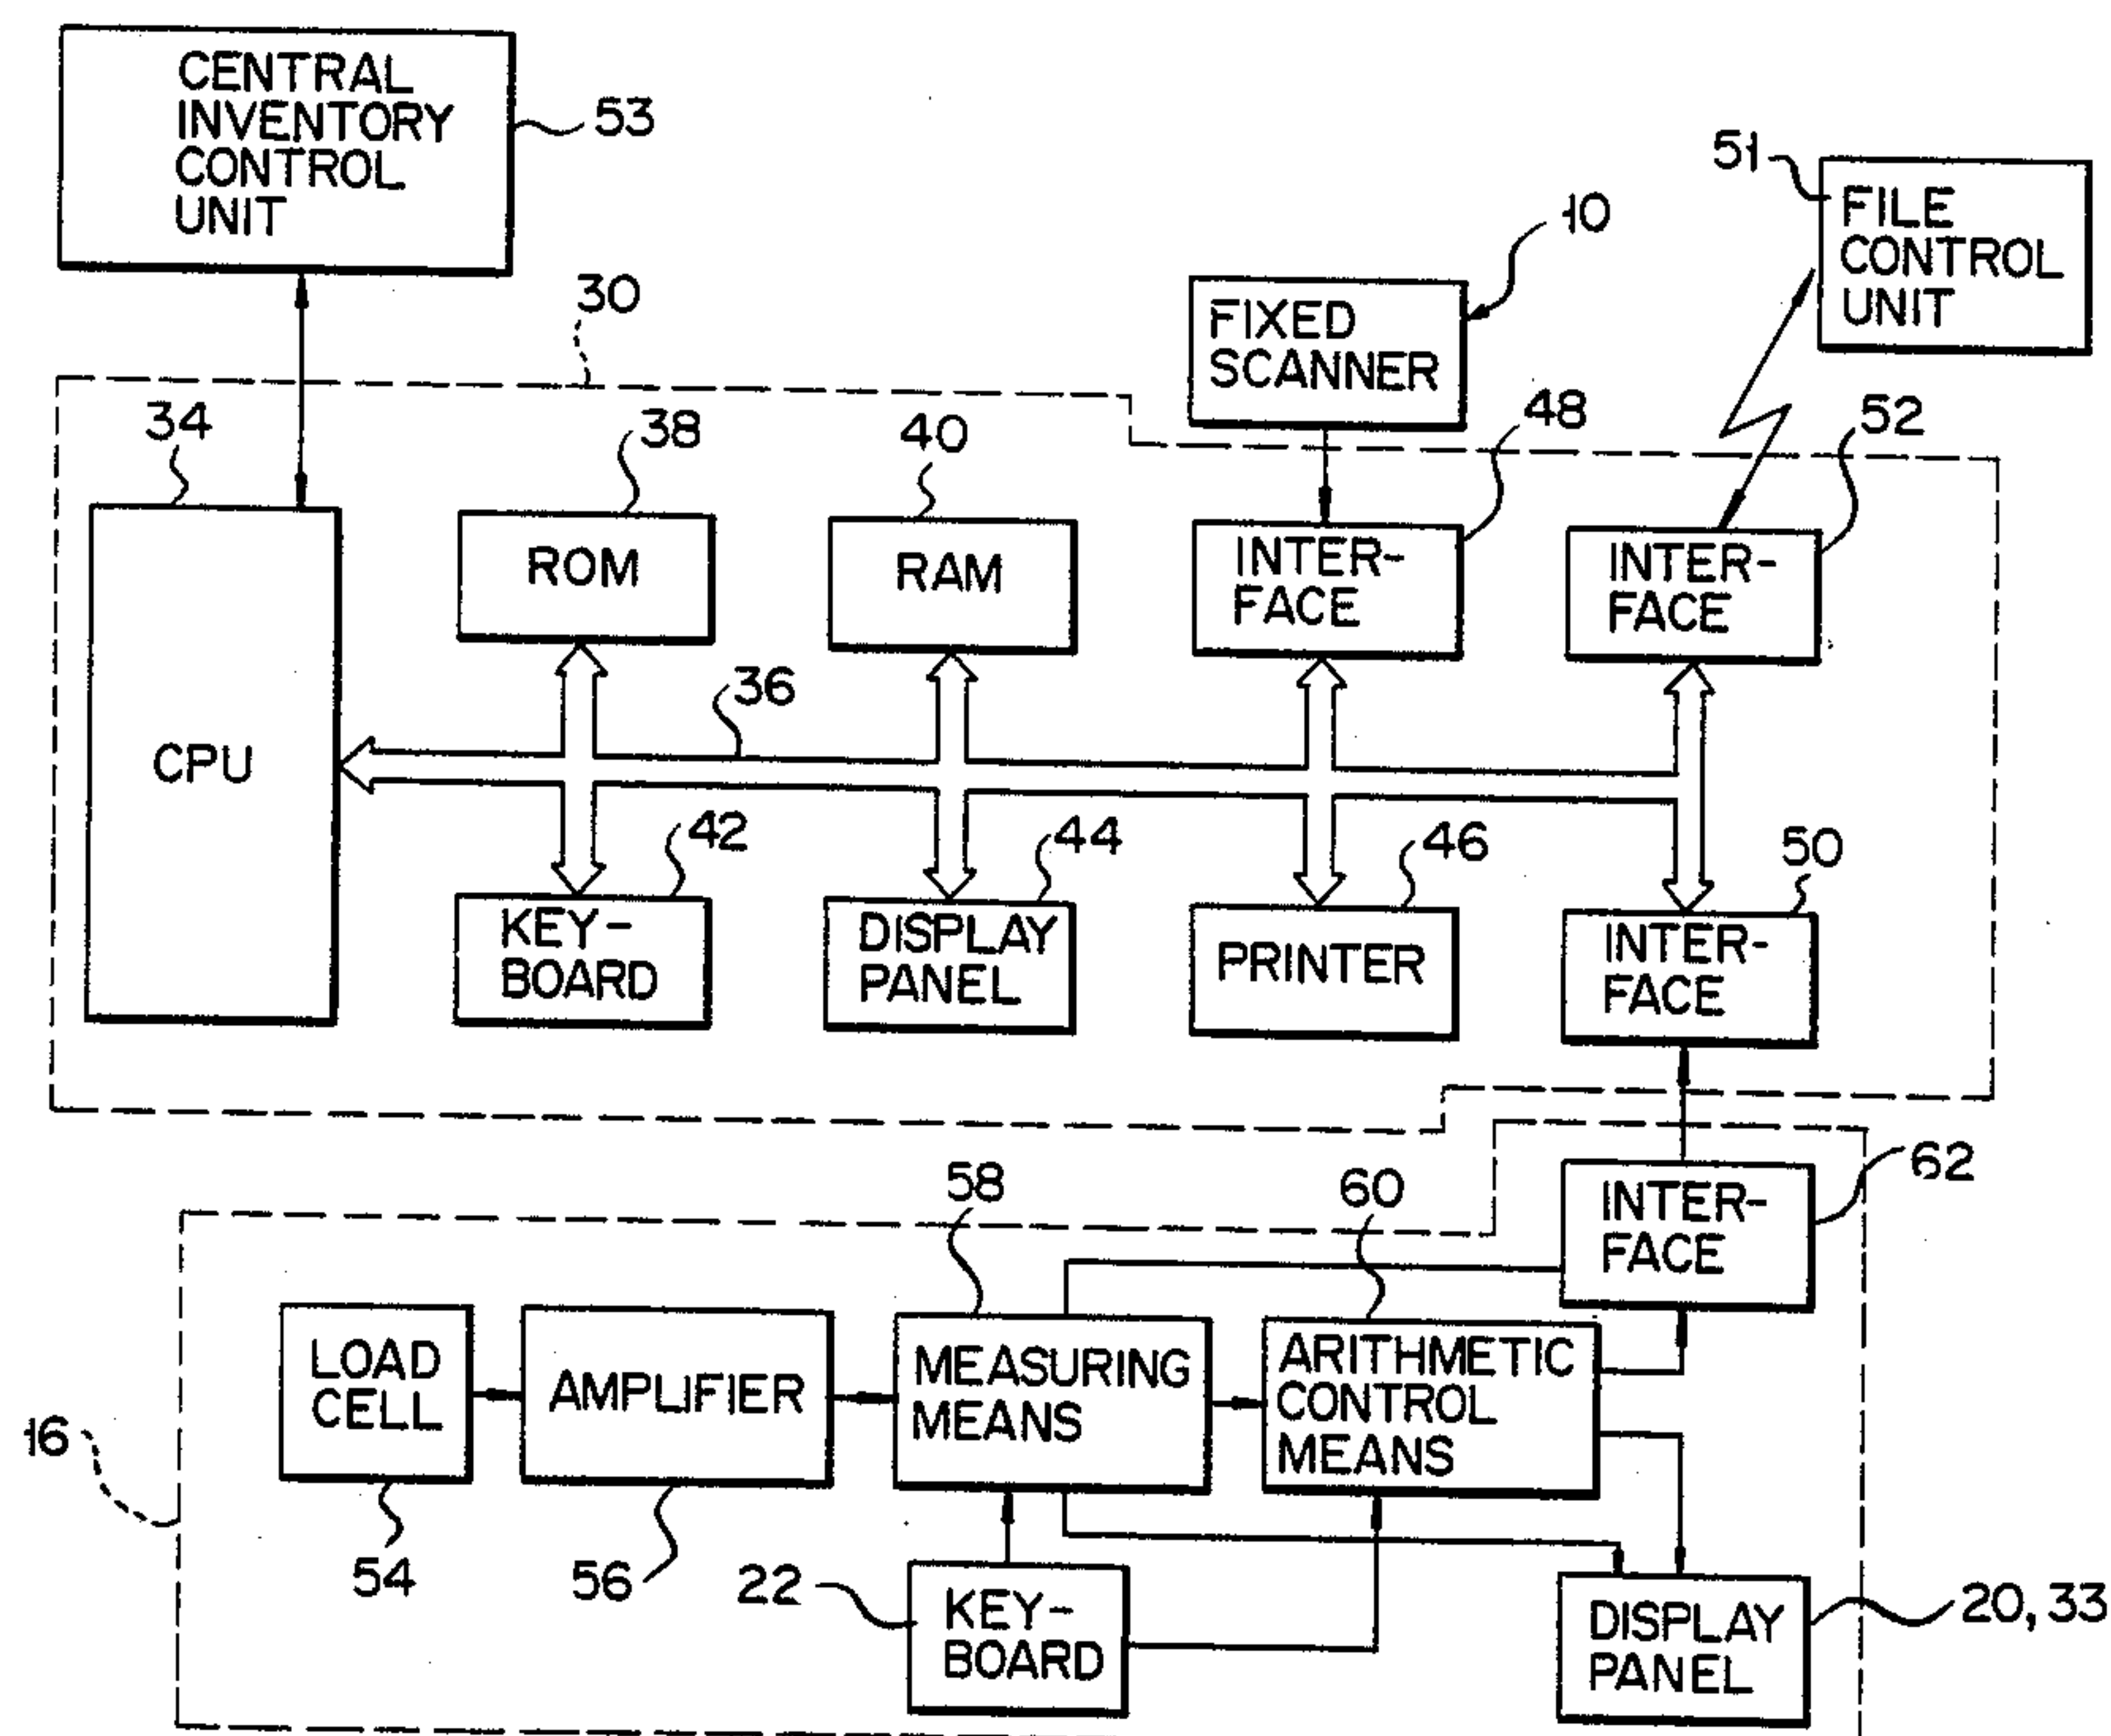 CENTRAL
INVENTORY
CONTROL
UNIT
53
51
FILE
CONTROL
UNIT
10
30
FIXED
SCANNER
34
38
40
48
52
ROM
RAM
INTER-
FACE
INTER-
FACE
36
CPU
42
44
46
50
KEY-
BOARD
DISPLAY
PANEL
PRINTER
INTER-
FACE
58
60
62
INTER-
FACE
LOAD
CELL
AMPLIFIER
MEASURING
MEANS
ARITHMETIC
CONTROL
MEANS
16
54
56
22
KEY-
BOARD
DISPLAY
PANEL
20, 33